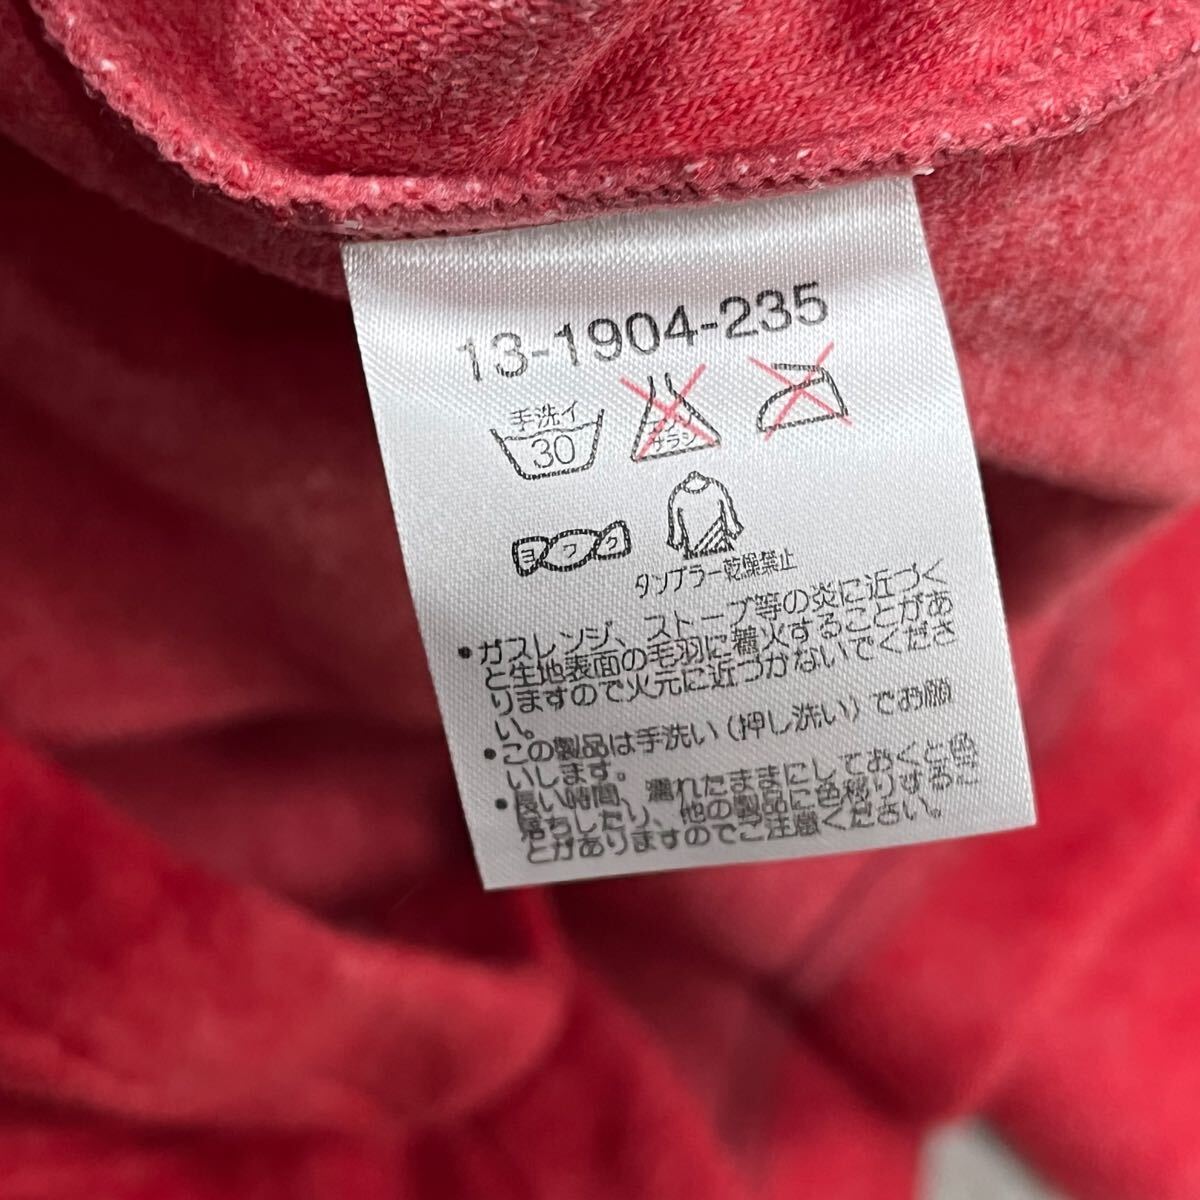 13-1904-235
手洗イ
30
サラシ
ヨワク
タンブラー乾燥禁止
•ガスレンジ、ストーブ等の炎に近づく
と生地表面の毛羽に着火することがあ
りますので火元に近づかないでくださ
い。
•この製品は手洗い(押し洗い)でお願
いします。
•長い時間、濡れたままにしておくと色
落ちしたり、他の製品に色移りするこ
とがありますのでご注意ください。